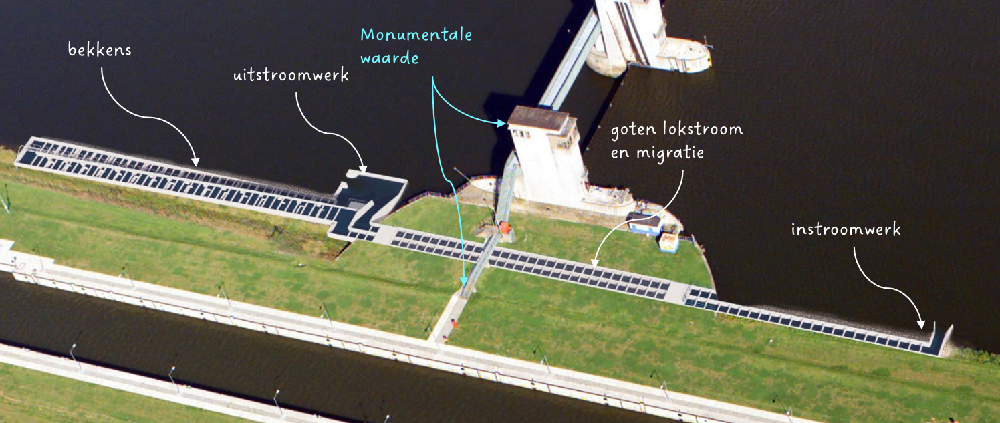 bekkens
uitstroomwerk
Monumentale
waarde
goten lokstroom
en migratie
instroomwerk